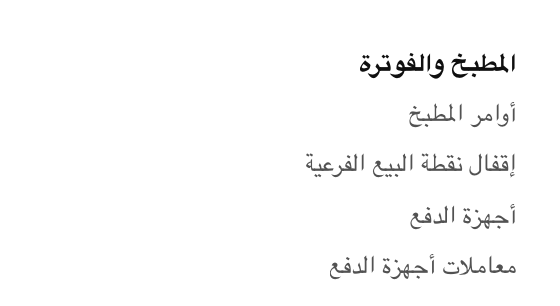 المطبخ والفوترة
أوامر المطبخ
إقفال نقطة البيع الفرعية
أجهزة الدفع
معاملات أجهزة الدفع